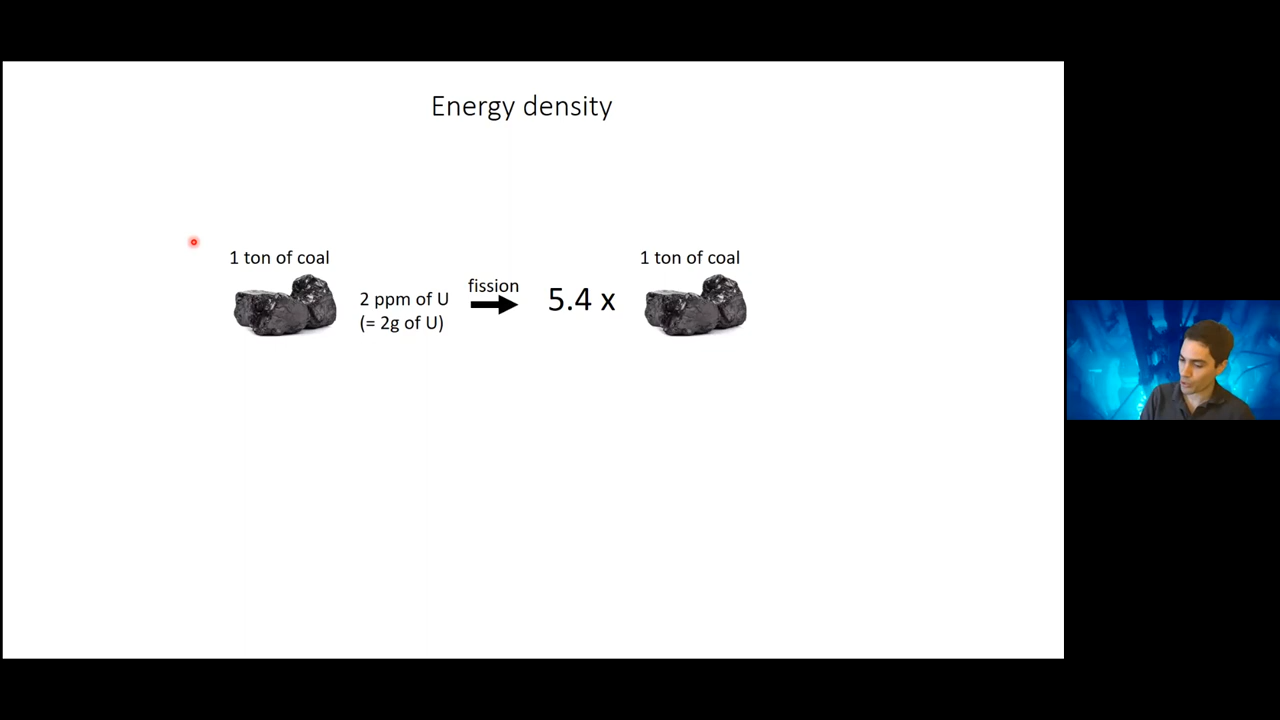 Energy density
1 ton of coal
2 ppm of U
(= 2g of U)
fission
5.4 x
1 ton of coal